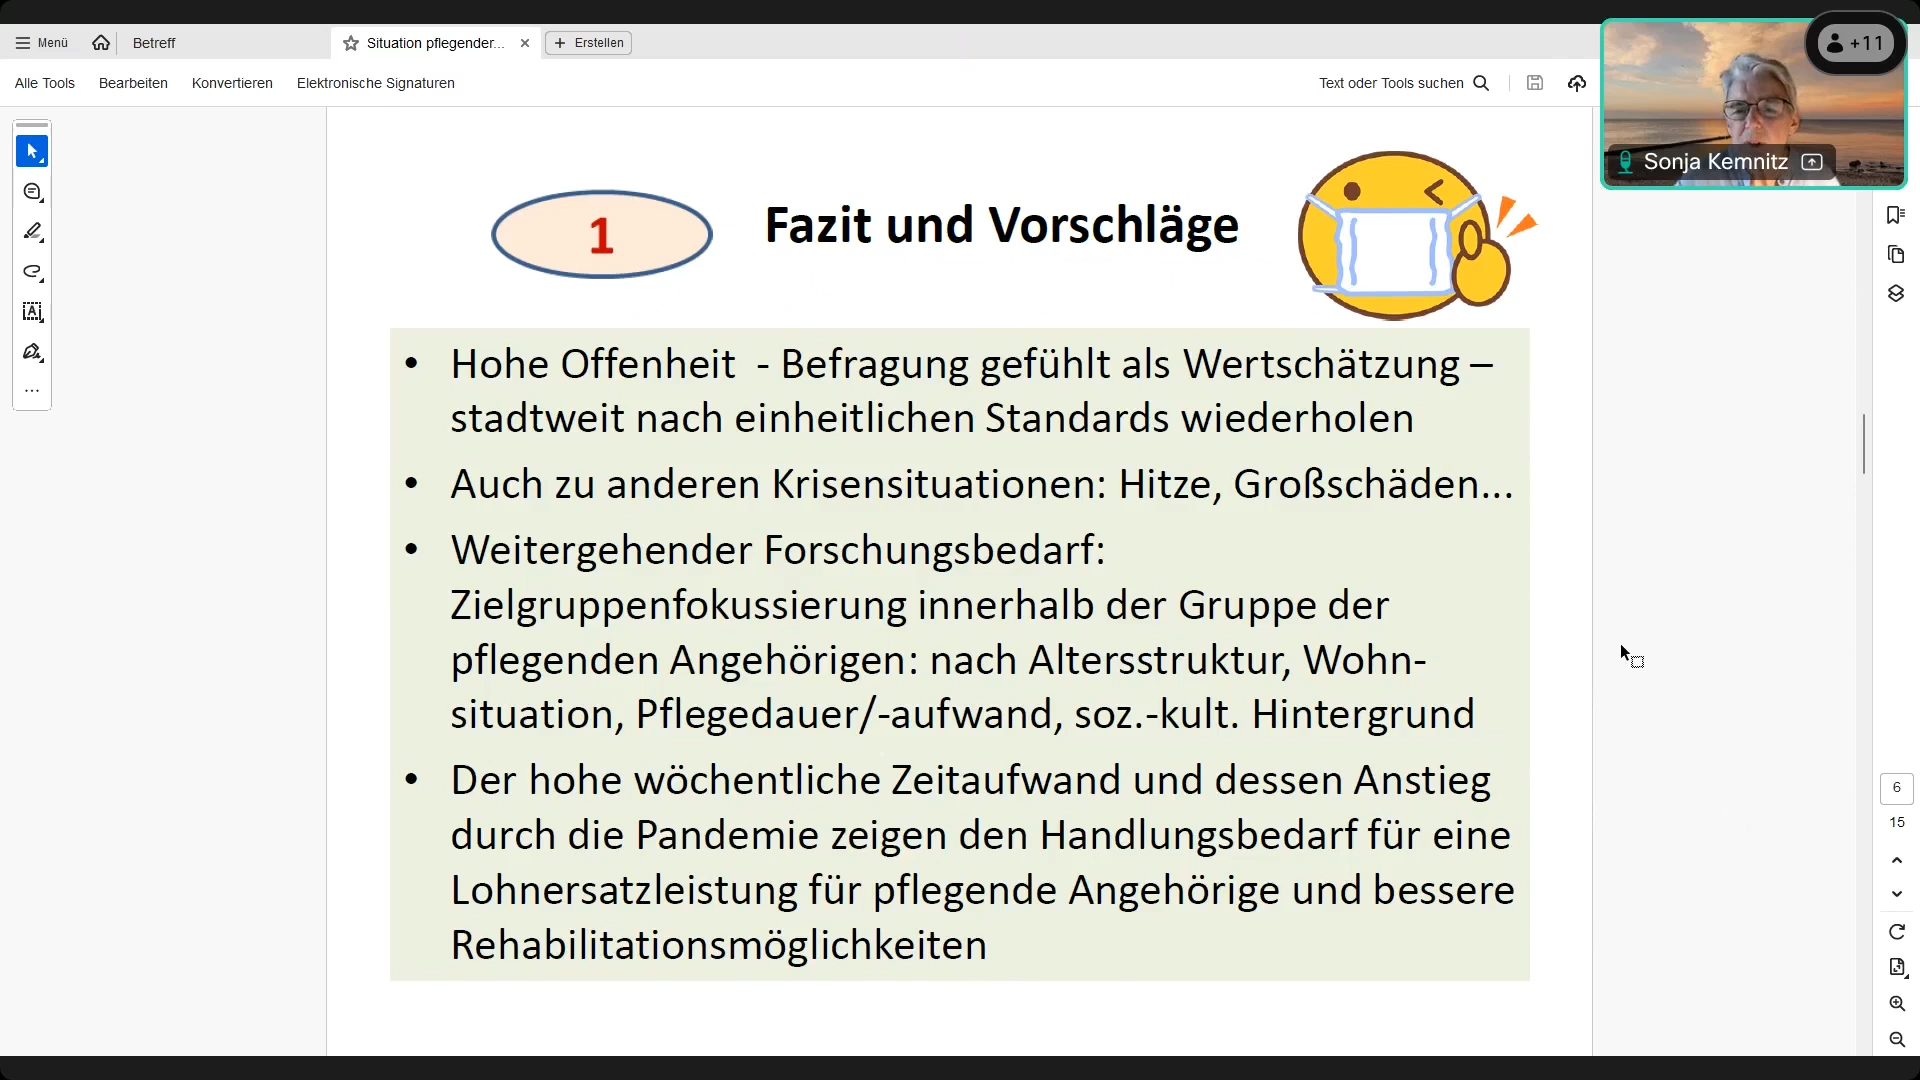 Menü
Betreff
Situation pflegender...
Erstellen
+11
Alle Tools
Bearbeiten
Konvertieren
Elektronische Signaturen
Text oder Tools suchen
Sonja Kemnitz
1
Fazit und Vorschläge
• Hohe Offenheit - Befragung gefühlt als Wertschätzung –
stadtweit nach einheitlichen Standards wiederholen
• Auch zu anderen Krisensituationen: Hitze, Großschäden...
• Weitergehender Forschungsbedarf:
Zielgruppenfokussierung innerhalb der Gruppe der
pflegenden Angehörigen: nach Altersstruktur, Wohn-
situation, Pflegedauer/-aufwand, soz.-kult. Hintergrund
• Der hohe wöchentliche Zeitaufwand und dessen Anstieg
durch die Pandemie zeigen den Handlungsbedarf für eine
Lohnersatzleistung für pflegende Angehörige und bessere
Rehabilitationsmöglichkeiten
6
15